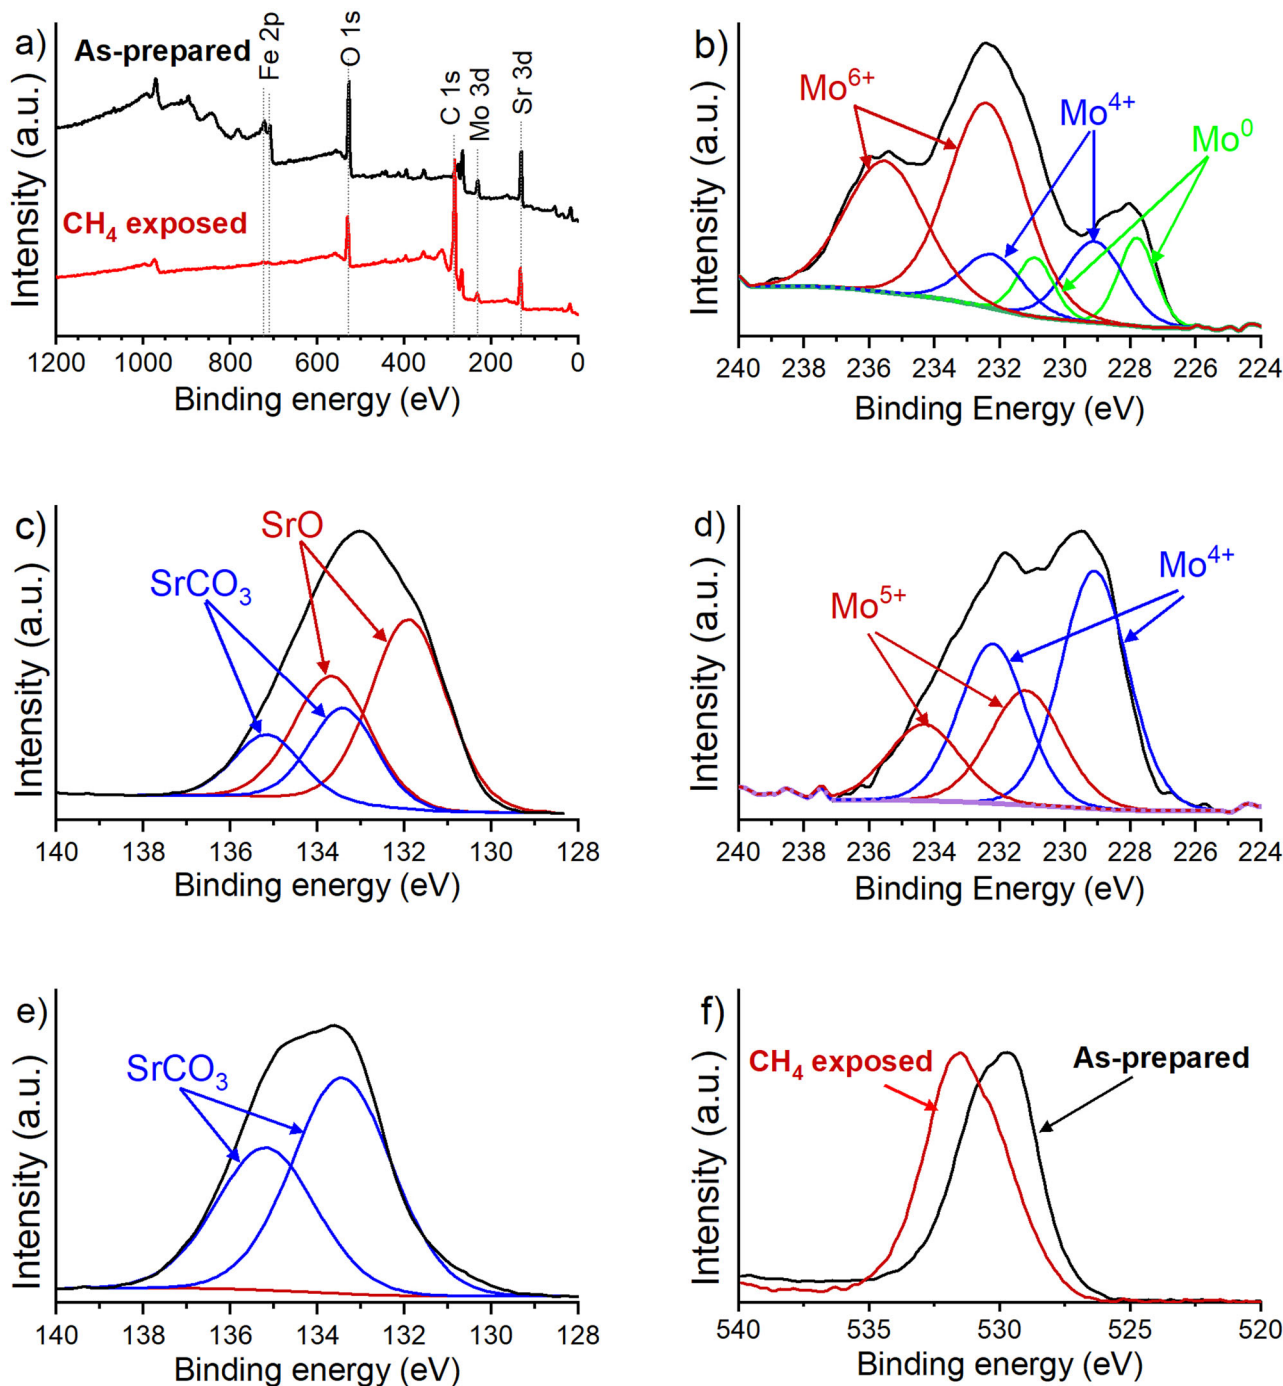 a)
As-prepared
Fe 2p
O 1s
C 1s
Mo 3d
Sr 3d
CH₄ exposed
Intensity (a.u.)
1200 1000 800 600 400 200 0
Binding energy (eV)
b)
Mo⁶⁺
Mo⁴⁺
Mo⁰
Intensity (a.u.)
240 238 236 234 232 230 228 226 224
Binding Energy (eV)
c)
SrO
SrCO₃
Intensity (a.u.)
140 138 136 134 132 130 128
Binding energy (eV)
d)
Mo⁵⁺
Mo⁴⁺
Intensity (a.u.)
240 238 236 234 232 230 228 226 224
Binding Energy (eV)
e)
SrCO₃
Intensity (a.u.)
140 138 136 134 132 130 128
Binding energy (eV)
f)
CH₄ exposed
As-prepared
Intensity (a.u.)
540 535 530 525 520
Binding energy (eV)